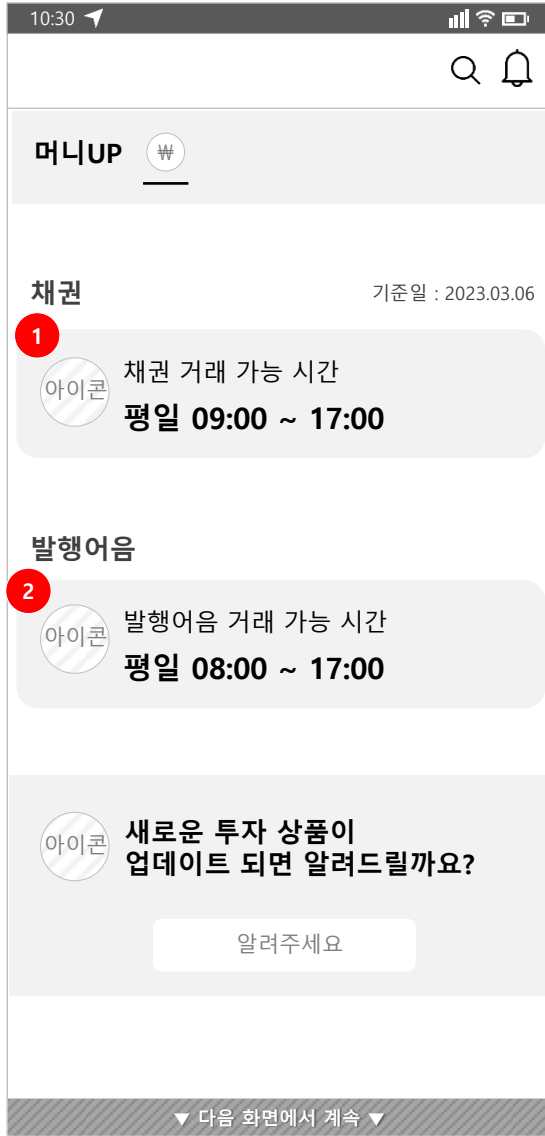 10:30
머니UP ₩
채권
기준일 : 2023.03.06
1
아이콘
채권 거래 가능 시간
평일 09:00 ~ 17:00
발행어음
2
아이콘
발행어음 거래 가능 시간
평일 08:00 ~ 17:00
아이콘
새로운 투자 상품이
업데이트 되면 알려드릴까요?
알려주세요
▼ 다음 화면에서 계속 ▼